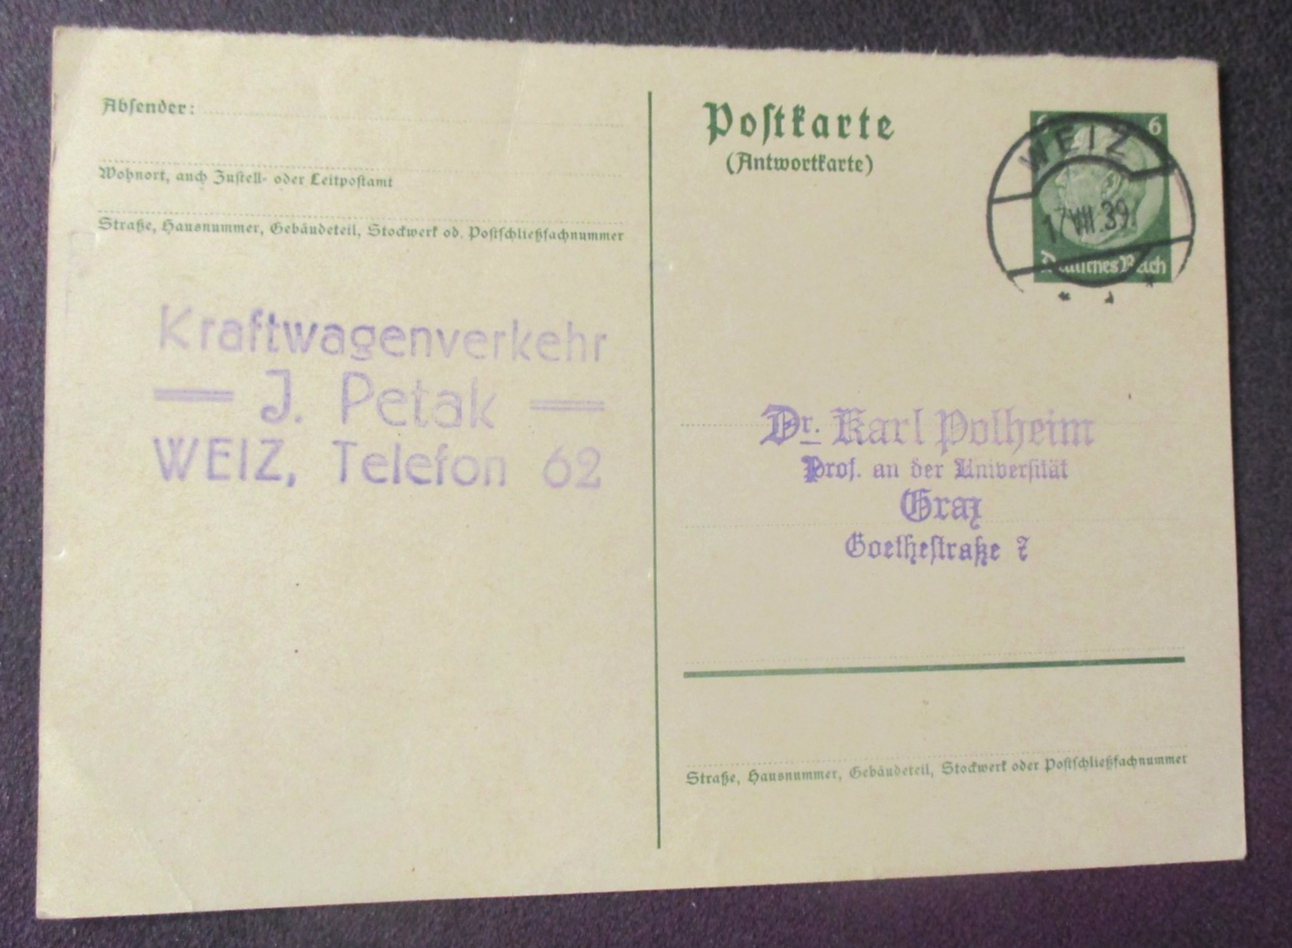 Absender:
Wohnort, auch Zustell- oder Leitpostamt
Straße, Hausnummer, Gebäudeteil, Stockwerk od. Postschließfachnummer
Kraftwagenverkehr
J. Petak
WEIZ, Telefon 62
Postkarte
(Antwortkarte)
6 6
WEIZ
17.VII.39
Deutsches Reich
Dr. Karl Polheim
Prof. an der Universität
Graz
Goethestraße 7
Straße, Hausnummer, Gebäudeteil, Stockwerk oder Postschließfachnummer